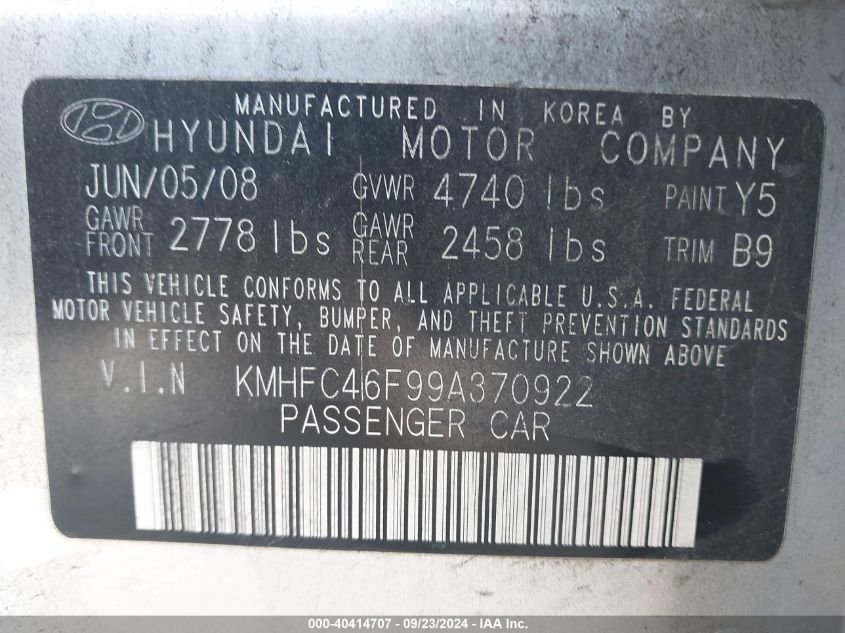 MANUFACTURED IN KOREA BY
HYUNDAI MOTOR COMPANY
JUN/05/08 GVWR 4740 lbs PAINT Y5
GAWR FRONT 2778 lbs GAWR REAR 2458 lbs TRIM B9
THIS VEHICLE CONFORMS TO ALL APPLICABLE U.S.A. FEDERAL
MOTOR VEHICLE SAFETY, BUMPER, AND THEFT PREVENTION STANDARDS
IN EFFECT ON THE DATE OF MANUFACTURE SHOWN ABOVE
V.I.N KMHFC46F99A370922
PASSENGER CAR
000-40414707 - 09/23/2024 - © IAA, Inc.